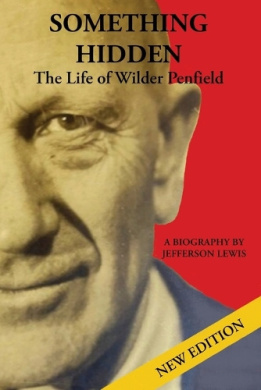 SOMETHING
HIDDEN
The Life of Wilder Penfield
A BIOGRAPHY BY
JEFFERSON LEWIS
NEW EDITION